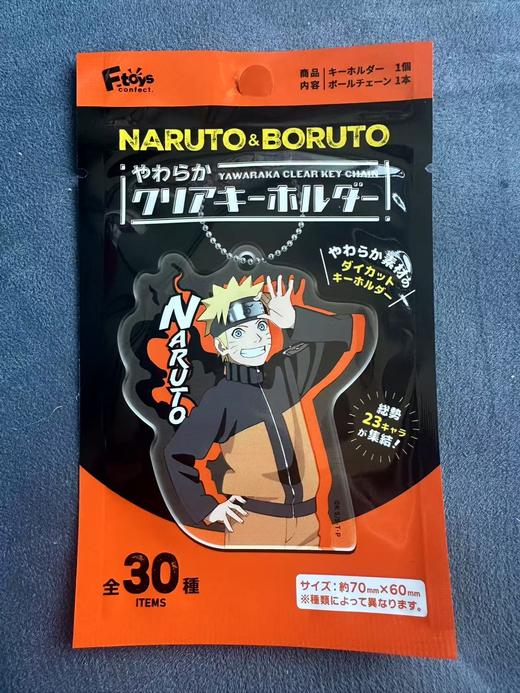 F-toys
confect.
商品 キーホルダー 1個
内容 ボールチェーン 1本
NARUTO & BORUTO
やわらか YAWARAKA CLEAR KEY CHAIN
クリアキーホルダー!
やわらか素材の
ダイカット
キーホルダー
NARUTO
総勢
23キャラ
が集結!
全30種
ITEMS
サイズ:約70mm×60mm
※種類によって異なります。